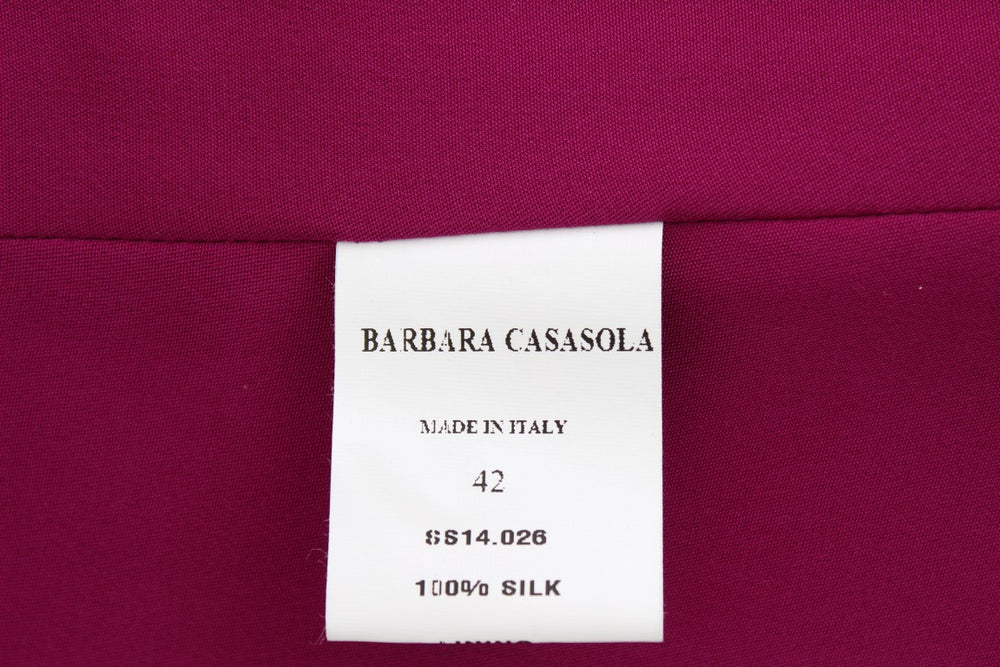 BARBARA CASASOLA
MADE IN ITALY
42
SS14.026
100% SILK